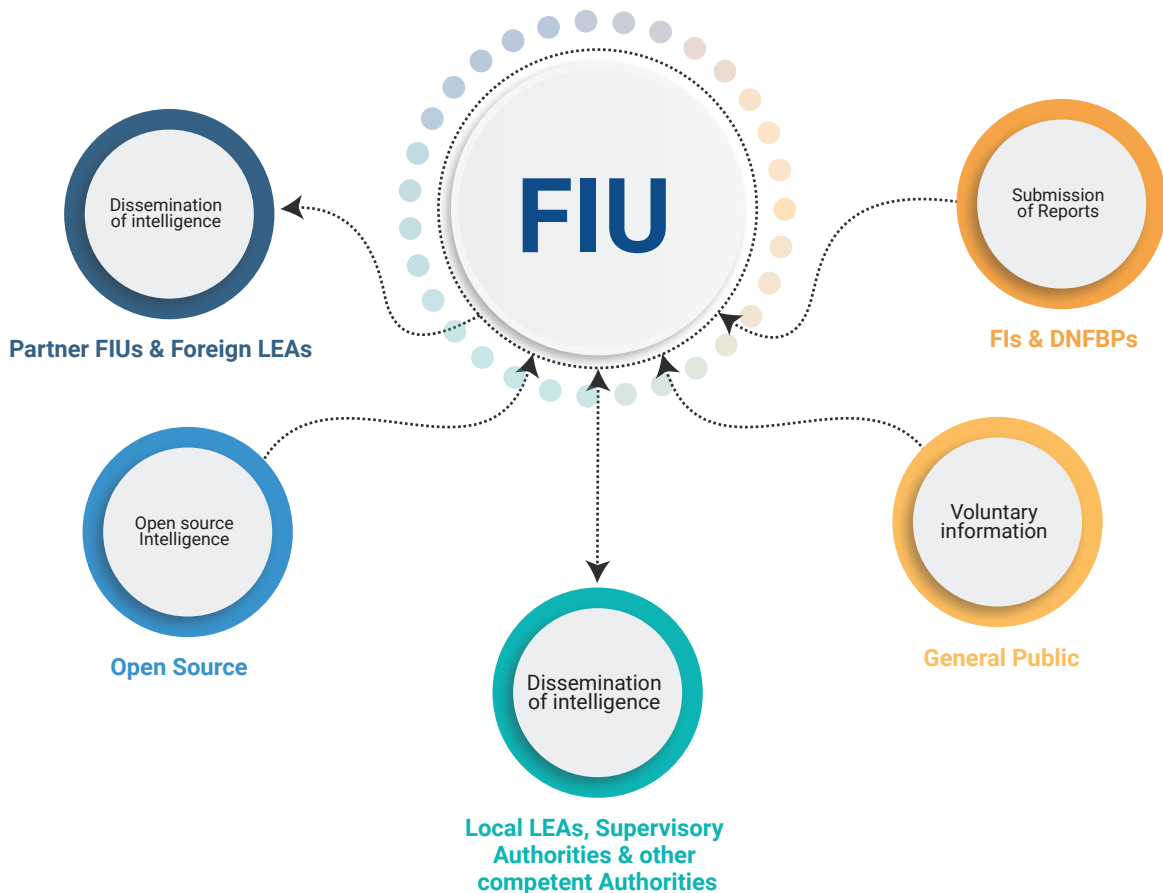 FIU
Dissemination
of intelligence
Partner FIUs & Foreign LEAs
Submission
of Reports
FIs & DNFBPs
Open source
Intelligence
Open Source
Voluntary
information
General Public
Dissemination
of intelligence
Local LEAs, Supervisory
Authorities & other
competent Authorities